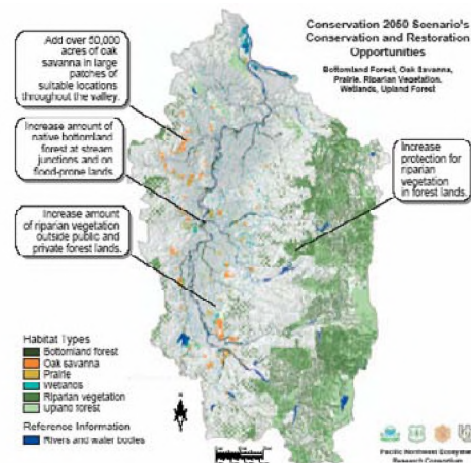 Conservation 2050 Scenario's
Conservation and Restoration
Opportunities
Bottomland Forest, Oak Savanna,
Prairie, Riparian Vegetation,
Wetlands, Upland Forest
Add over 50,000
acres of oak
savanna in large
patches of
suitable locations
throughout the valley.
Increase amount of
native bottomland
forest at stream
junctions and on
flood-prone lands.
Increase amount
of riparian vegetation
outside public and
private forest lands.
Increase
protection for
riparian
vegetation
in forest lands.
Habitat Types
Bottomland forest
Oak savanna
Prairie
Wetlands
Riparian vegetation
Upland forest
Reference Information
Rivers and water bodies
Pacific Northwest Ecosystem
Research Consortium